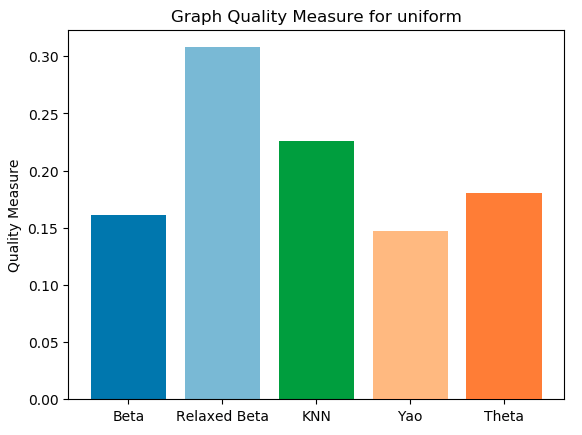 Graph Quality Measure for uniform
Quality Measure
0.30
0.25
0.20
0.15
0.10
0.05
0.00
Beta
Relaxed Beta
KNN
Yao
Theta